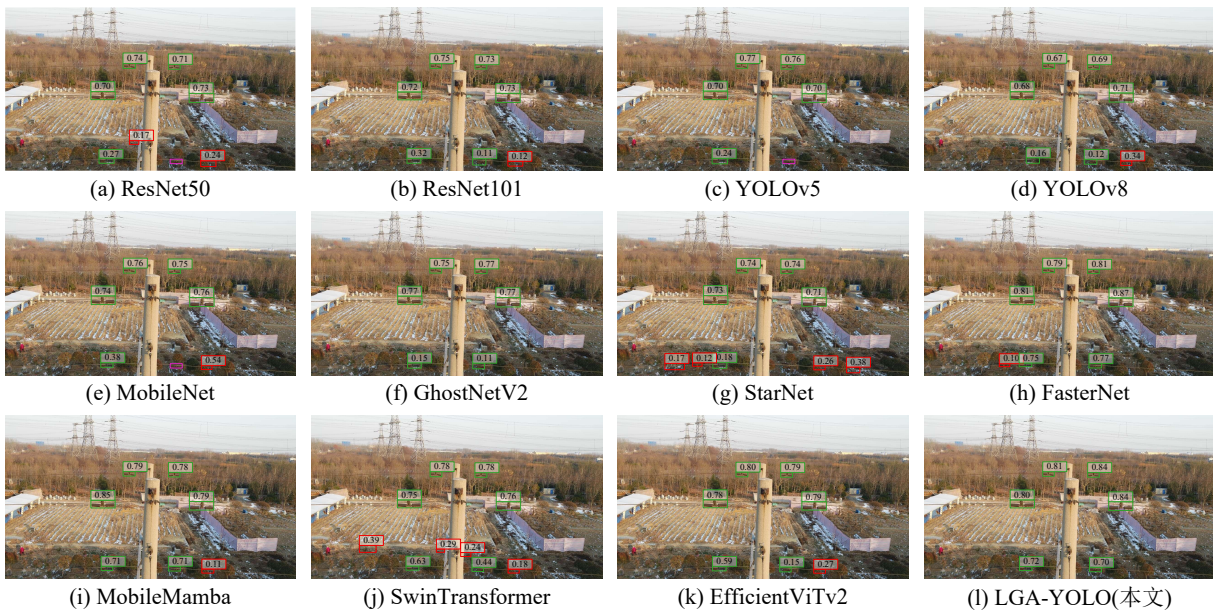 0.74 0.71 0.75 0.73 0.77 0.76 0.67 0.69
0.70 0.73 0.72 0.73 0.70 0.70 0.68 0.71
0.17
0.27 0.24 0.32 0.11 0.12 0.24 0.16 0.12 0.34
(a) ResNet50 (b) ResNet101 (c) YOLOv5 (d) YOLOv8
0.76 0.75 0.75 0.77 0.74 0.74 0.79 0.81
0.74 0.76 0.77 0.77 0.73 0.71 0.81 0.87
0.38 0.54 0.15 0.11 0.17 0.12 0.18 0.26 0.38 0.10 0.75 0.77
(e) MobileNet (f) GhostNetV2 (g) StarNet (h) FasterNet
0.79 0.78 0.78 0.78 0.80 0.79 0.81 0.84
0.85 0.79 0.75 0.76 0.78 0.79 0.80 0.84
0.39 0.29 0.24
0.71 0.71 0.11 0.63 0.44 0.18 0.59 0.15 0.27 0.72 0.70
(i) MobileMamba (j) SwinTransformer (k) EfficientViTv2 (l) LGA-YOLO(本文)